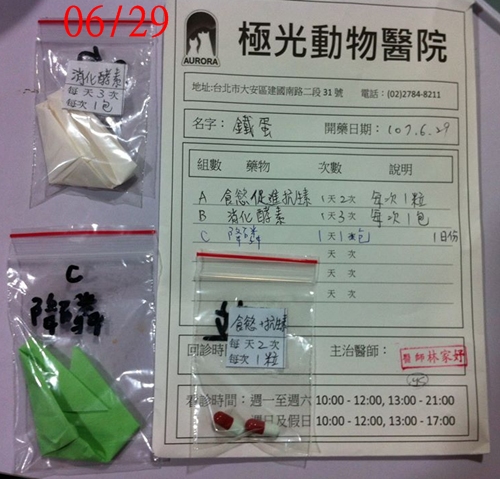 06/29
消化酵素
每天3次
每次1包
AURORA
極光動物醫院
地址:台北市大安區建國南路二段31號 電話：(02)2784-8211
名字： 鐵蛋 開藥日期： 107.6.29
組數 藥物 次數 說明
A 食慾促進+抗生素 1天2次 每次1粒
B 消化酵素 1天3次 每次1包
C 降磷 1天1包 1日份
天 次
天 次
天 次
C
降磷
食慾+抗生素
每天2次
每次1粒
回診時 主治醫師：
醫師林家妤
看診時間：週一至週六 10:00 - 12:00, 13:00 - 21:00
週日及假日 10:00 - 12:00, 13:00 - 17:00